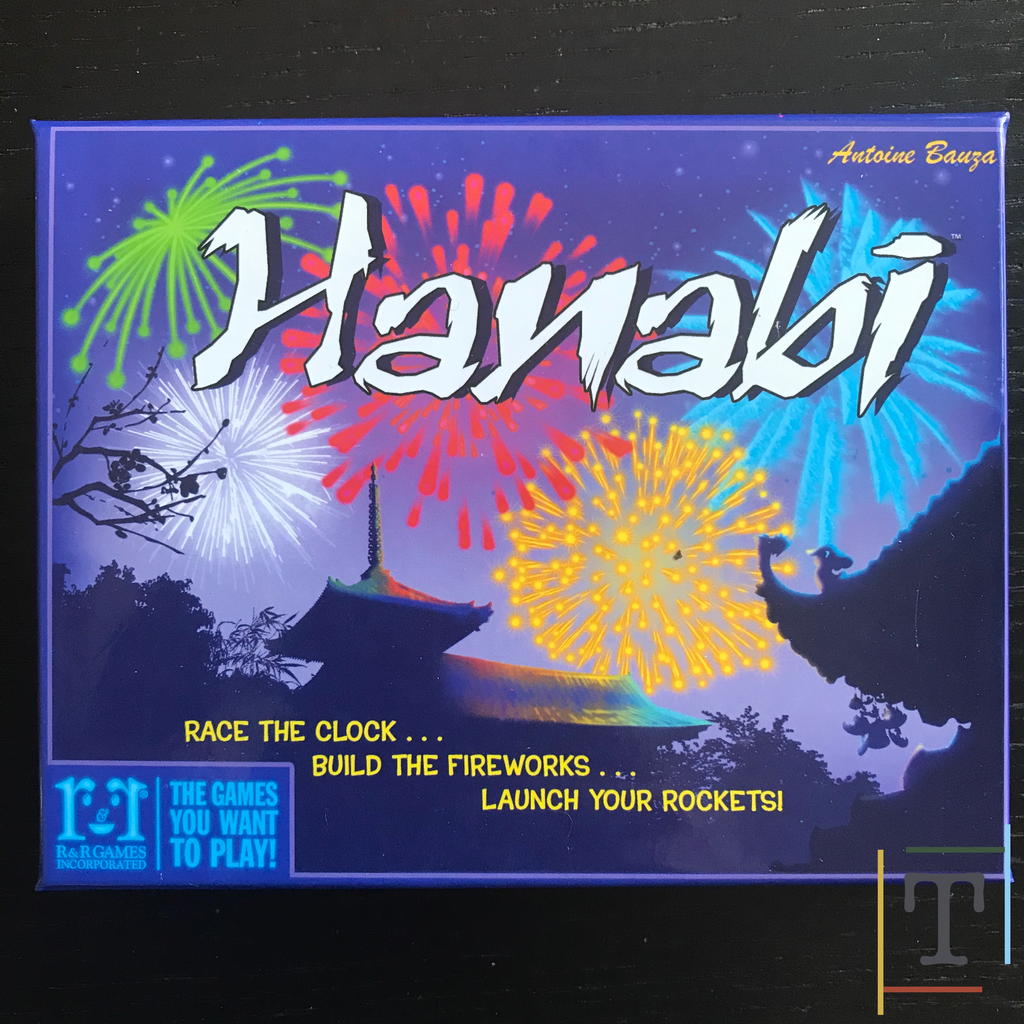 Antoine Bauza
Hanabi
™
RACE THE CLOCK . . .
BUILD THE FIREWORKS . . .
LAUNCH YOUR ROCKETS!
r&r
R&R GAMES
INCORPORATED
THE GAMES
YOU WANT
TO PLAY!
T